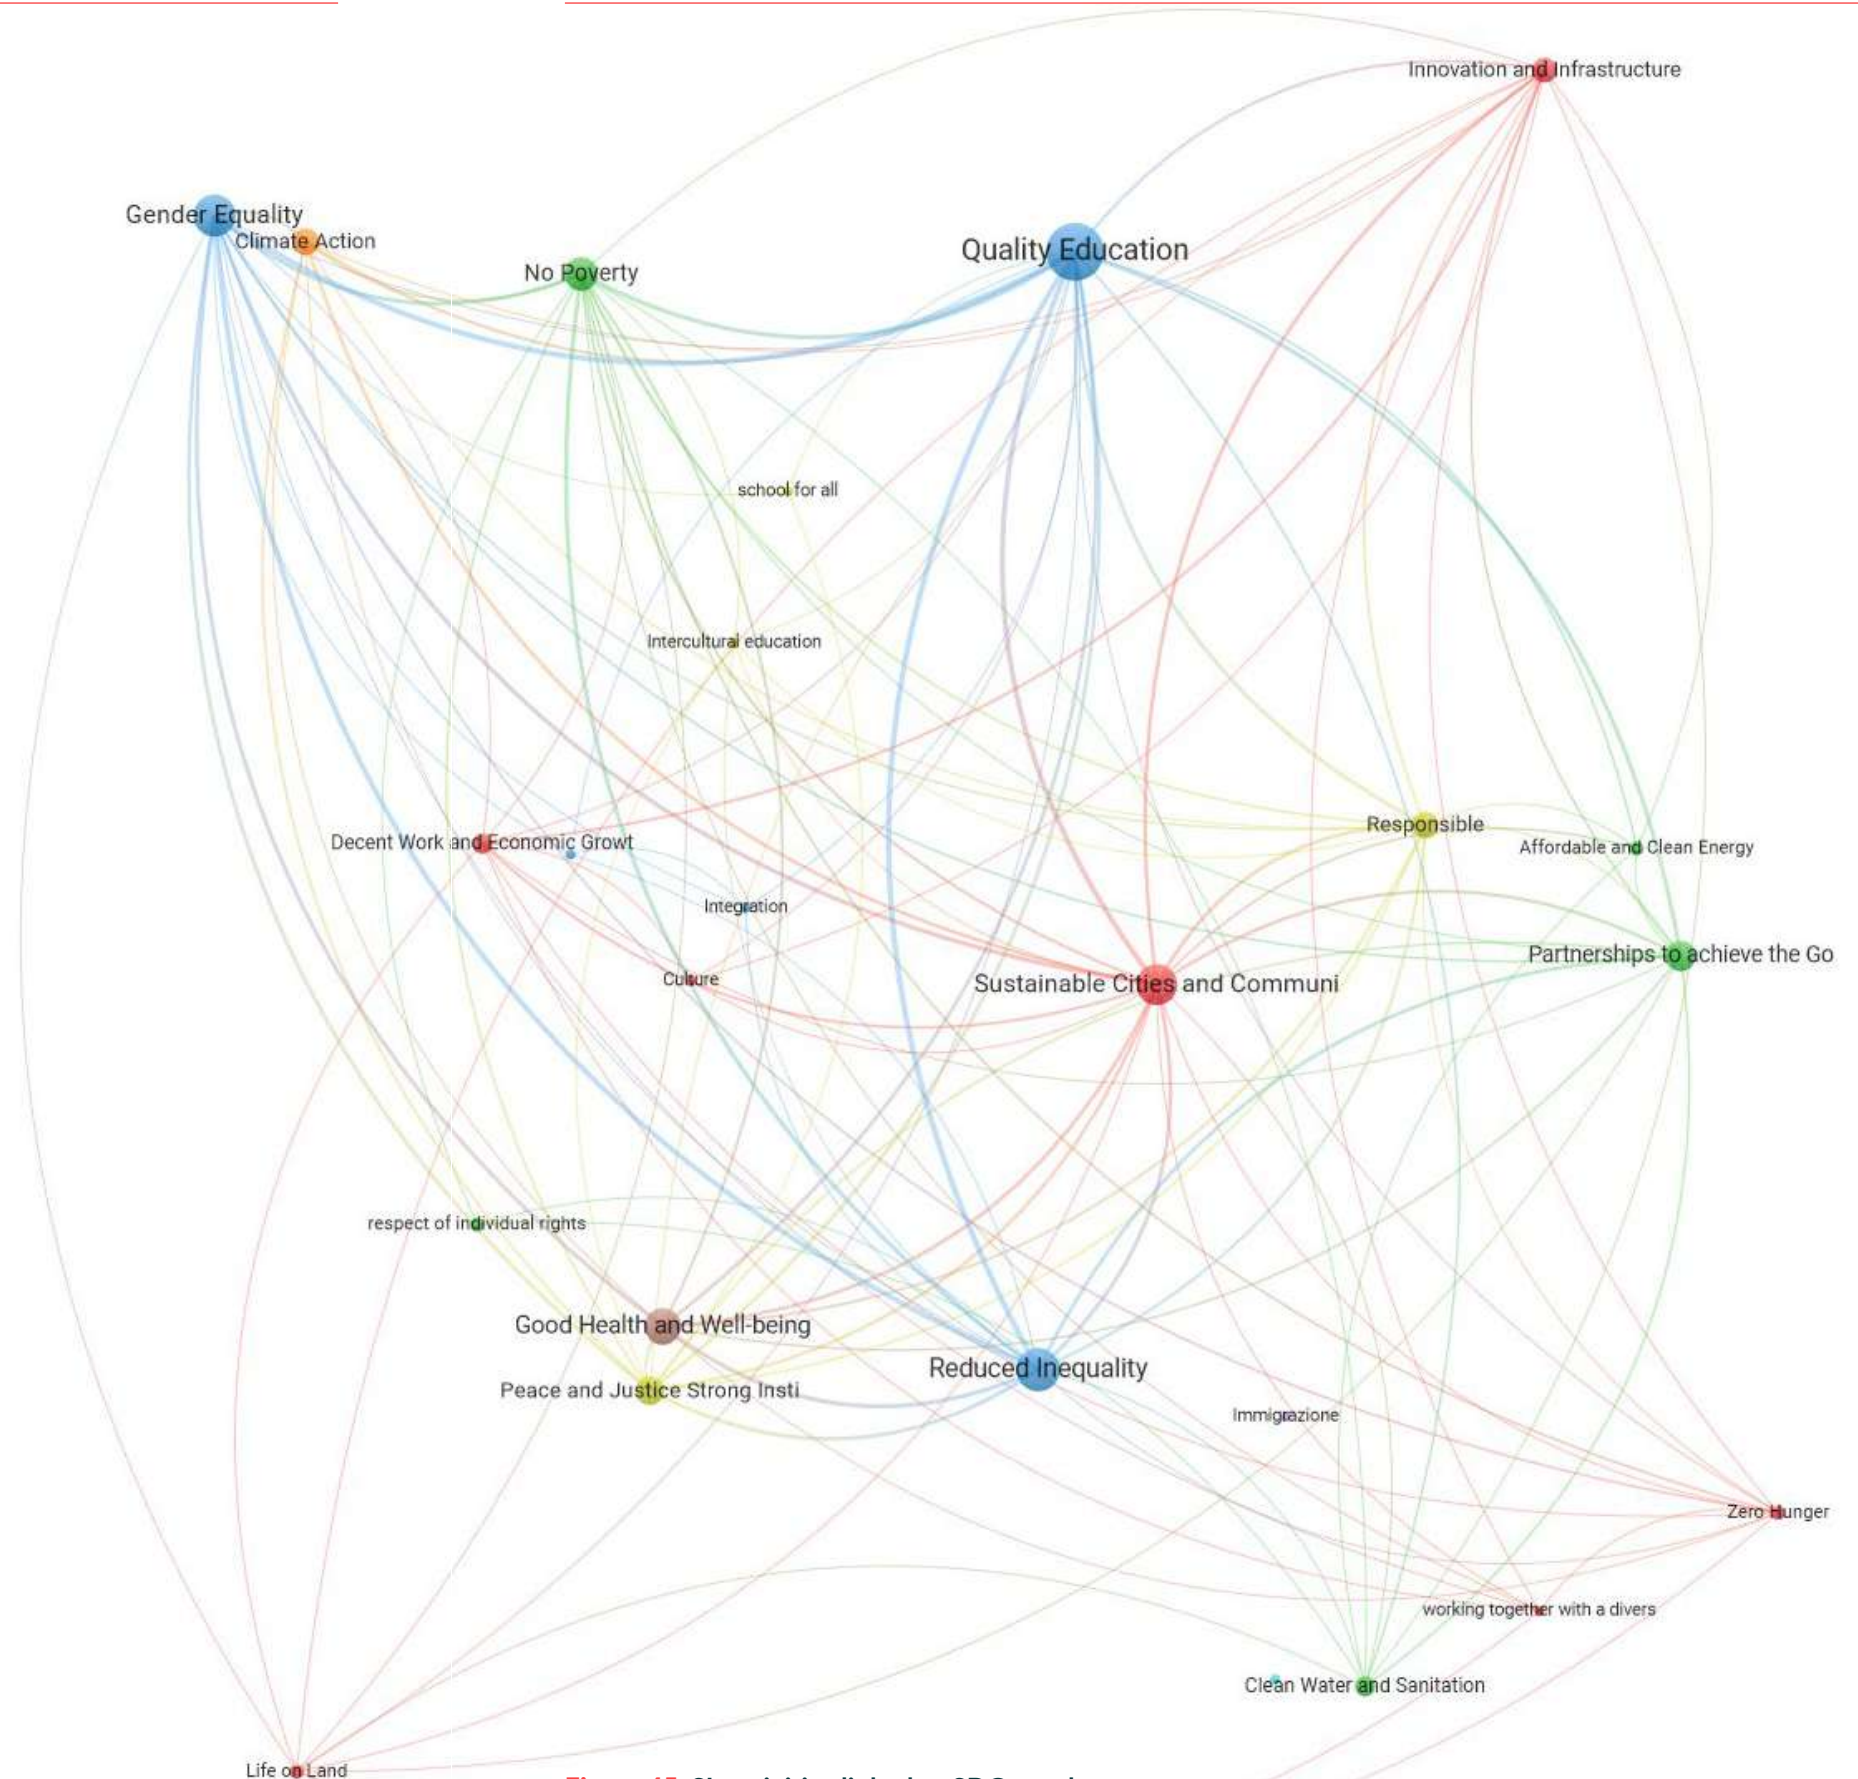 Innovation and Infrastructure
Gender Equality
Climate Action
No Poverty
Quality Education
school for all
Intercultural education
Decent Work and Economic Growt
Responsible
Affordable and Clean Energy
Integration
Partnerships to achieve the Go
Culture
Sustainable Cities and Communi
respect of individual rights
Good Health and Well-being
Reduced Inequality
Peace and Justice Strong Insti
Immigrazione
Zero Hunger
working together with a divers
Clean Water and Sanitation
Life on Land